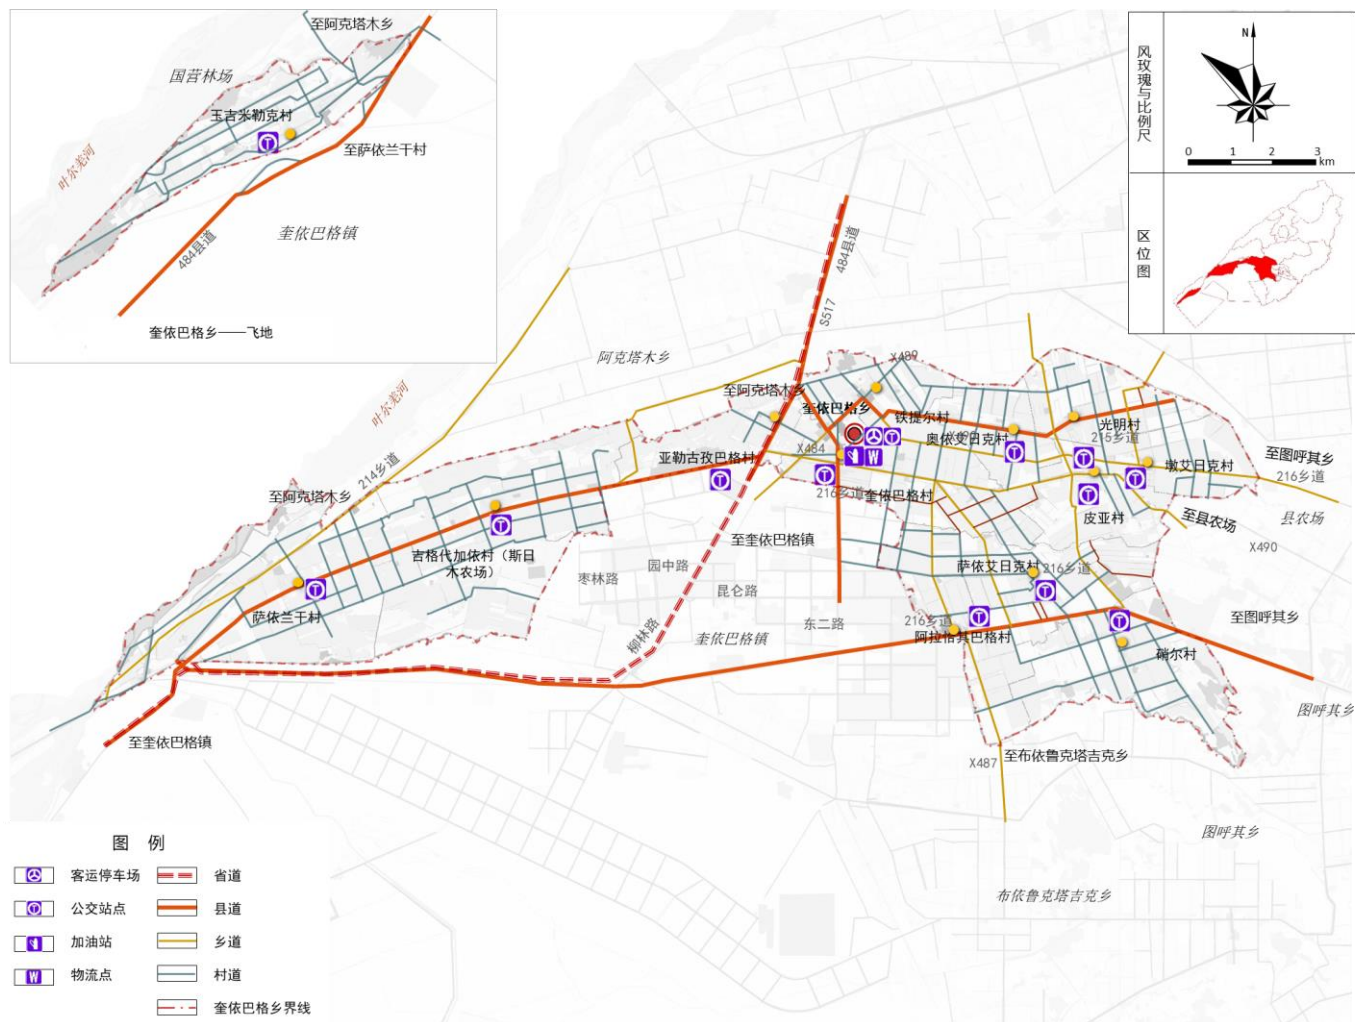 至阿克塔木乡
国营林场
玉吉米勒克村
叶尔羌河
至萨依兰干村
奎依巴格镇
484县道
奎依巴格乡——飞地
风玫瑰与比例尺
N
0 1 2 3
km
区位图
484县道
S517
阿克塔木乡
X489
至阿克塔木乡
叶尔羌河
奎依巴格乡
铁提尔村
光明村
奥依艾日克村
215乡道
X484
至图呼其乡
亚勒古孜巴格村
墩艾日克村
216乡道
214乡道
至阿克塔木乡
216乡道
奎依巴格村
皮亚村
至县农场
县农场
至奎依巴格镇
X490
吉格代加依村（斯日
木农场）
园中路
枣林路
萨依艾日克村
216乡道
昆仑路
萨依兰干村
东二路
216乡道
至图呼其乡
柳林路
奎依巴格镇
阿拉恰其巴格村
硝尔村
图呼其乡
至奎依巴格镇
至布依鲁克塔吉克乡
X487
图呼其乡
布依鲁克塔吉克乡
图 例
客运停车场
省道
公交站点
县道
加油站
乡道
W
物流点
村道
奎依巴格乡界线